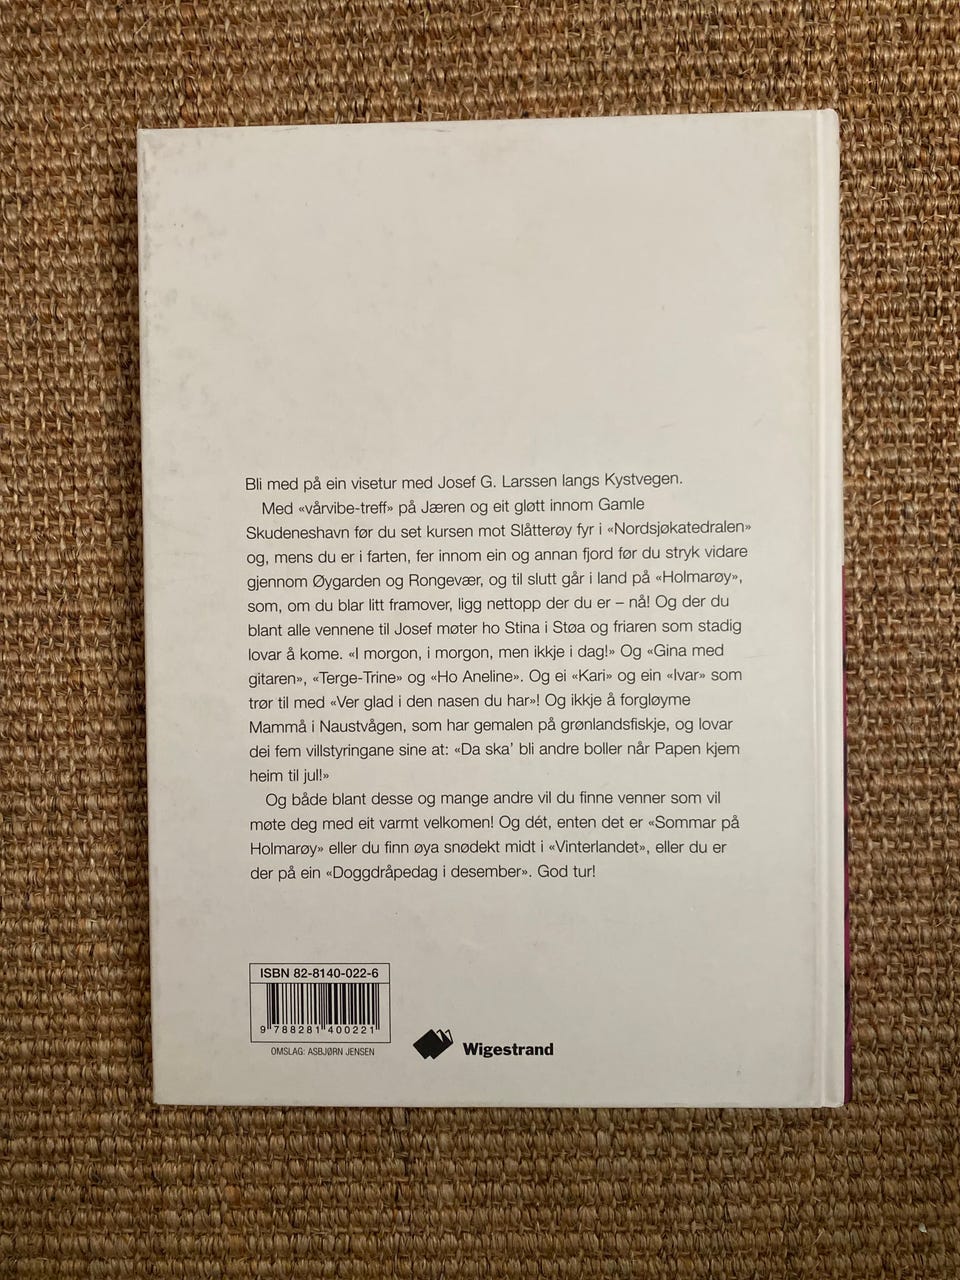 Bli med på ein visetur med Josef G. Larssen langs Kystvegen.
Med «vårvibe-treff» på Jæren og eit gløtt innom Gamle
Skudeneshavn før du set kursen mot Slåtterøy fyr i «Nordsjøkatedralen»
og, mens du er i farten, fer innom ein og annan fjord før du stryk vidare
gjennom Øygarden og Rongevær, og til slutt går i land på «Holmarøy»,
som, om du blar litt framover, ligg nettopp der du er – nå! Og der du
blant alle vennene til Josef møter ho Stina i Støa og friaren som stadig
lovar å kome. «I morgon, i morgon, men ikkje i dag!» Og «Gina med
gitaren», «Terge-Trine» og «Ho Aneline». Og ei «Kari» og ein «Ivar» som
trør til med «Ver glad i den nasen du har»! Og ikkje å forgløyme
Mammå i Naustvågen, som har gemalen på grønlandsfiskje, og lovar
dei fem villstyringane sine at: «Da ska’ bli andre boller når Papen kjem
heim til jul!»
Og både blant desse og mange andre vil du finne venner som vil
møte deg med eit varmt velkomen! Og dét, enten det er «Sommar på
Holmarøy» eller du finn øya snødekt midt i «Vinterlandet», eller du er
der på ein «Doggdråpedag i desember». God tur!
ISBN 82-8140-022-6
9 788281 400221
OMSLAG: ASBJØRN JENSEN
Wigestrand